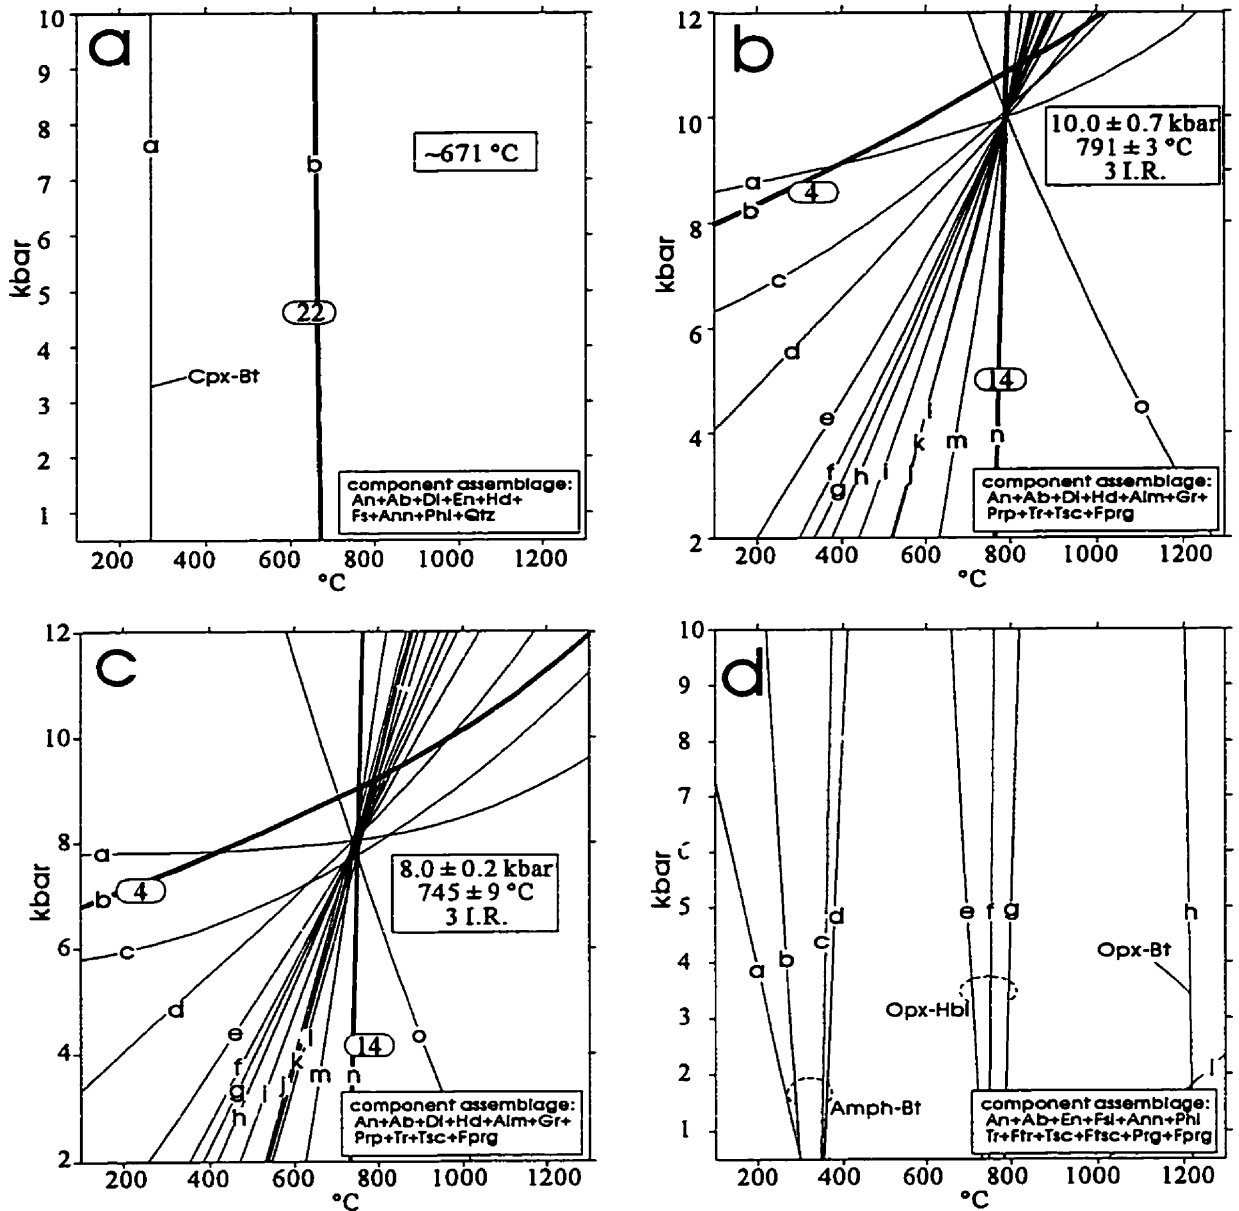 a
10
9
8
7
6
5
4
3
2
1
kbar
a
b
~671 °C
22
Cpx-Bt
component assemblage:
An+Ab+Di+En+Hd+
Fs+Ann+Phl+Qtz
200
400
600
800
1000
1200
°C
b
12
10
8
6
4
2
kbar
10.0 ± 0.7 kbar
791 ± 3 °C
3 I.R.
a
b
4
c
d
e
f
g
h
i
j
k
l
m
n
o
14
component assemblage:
An+Ab+Di+Hd+Alm+Gr+
Prp+Tr+Tsc+Fprg
200
400
600
800
1000
1200
°C
c
12
10
8
6
4
2
kbar
8.0 ± 0.2 kbar
745 ± 9 °C
3 I.R.
a
b
4
c
d
e
f
g
h
i
j
k
l
m
n
o
14
component assemblage:
An+Ab+Di+Hd+Alm+Gr+
Prp+Tr+Tsc+Fprg
200
400
600
800
1000
1200
°C
d
10
9
8
7
5
4
3
2
1
kbar
a
b
c
d
e
f
g
h
Opx-Bt
Opx-Hbl
Amph-Bt
component assemblage:
An+Ab+En+Fsl+Ann+Phl
Tr+Ftr+Tsc+Ftsc+Prg+Fprg
200
400
600
800
1000
1200
°C